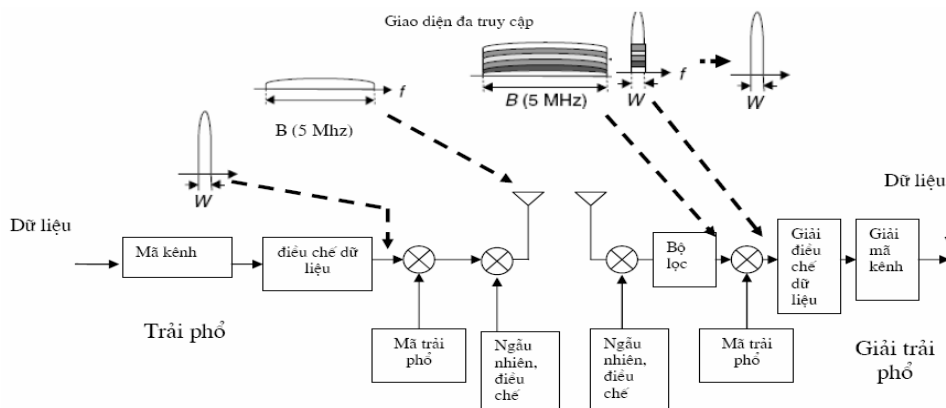 Giao diện đa truy cập
f
B (5 Mhz)
f
B (5 MHz)
W
W
W
Dữ liệu
Dữ liệu
Mã kênh
điều chế dữ
liệu
Bộ
lọc
Giải
điều
chế dữ
liệu
Giải
mã
kênh
Trải phổ
Mã trải
phổ
Ngẫu
nhiên,
điều
chế
Ngẫu
nhiên,
điều
chế
Mã trải
phổ
Giải trải
phổ